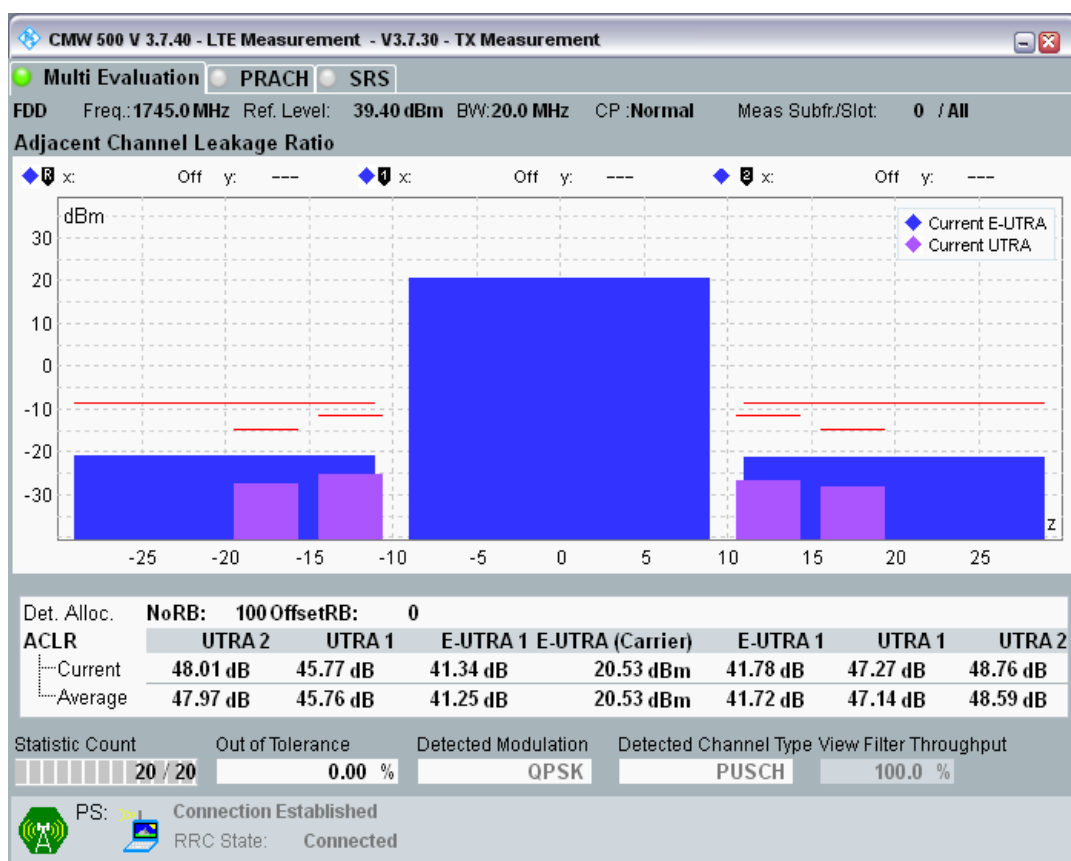 CMW 500 V 3.7.40 - LTE Measurement - V3.7.30 - TX Measurement
Multi Evaluation PRACH SRS
FDD Freq.: 1745.0 MHz Ref. Level: 39.40 dBm BW: 20.0 MHz CP : Normal Meas Subfr./Slot: 0 / All
Adjacent Channel Leakage Ratio
R x: Off y: --- 1 x: Off y: --- 2 x: Off y: ---
dBm
Current E-UTRA
Current UTRA
30
20
10
0
-10
-20
-30
z
-25 -20 -15 -10 -5 0 5 10 15 20 25
Det. Alloc. NoRB: 100 OffsetRB: 0
ACLR UTRA 2 UTRA 1 E-UTRA 1 E-UTRA (Carrier) E-UTRA 1 UTRA 1 UTRA 2
Current 48.01 dB 45.77 dB 41.34 dB 20.53 dBm 41.78 dB 47.27 dB 48.76 dB
Average 47.97 dB 45.76 dB 41.25 dB 20.53 dBm 41.72 dB 47.14 dB 48.59 dB
Statistic Count Out of Tolerance Detected Modulation Detected Channel Type View Filter Throughput
20 / 20 0.00 % QPSK PUSCH 100.0 %
PS: Connection Established
RRC State: Connected